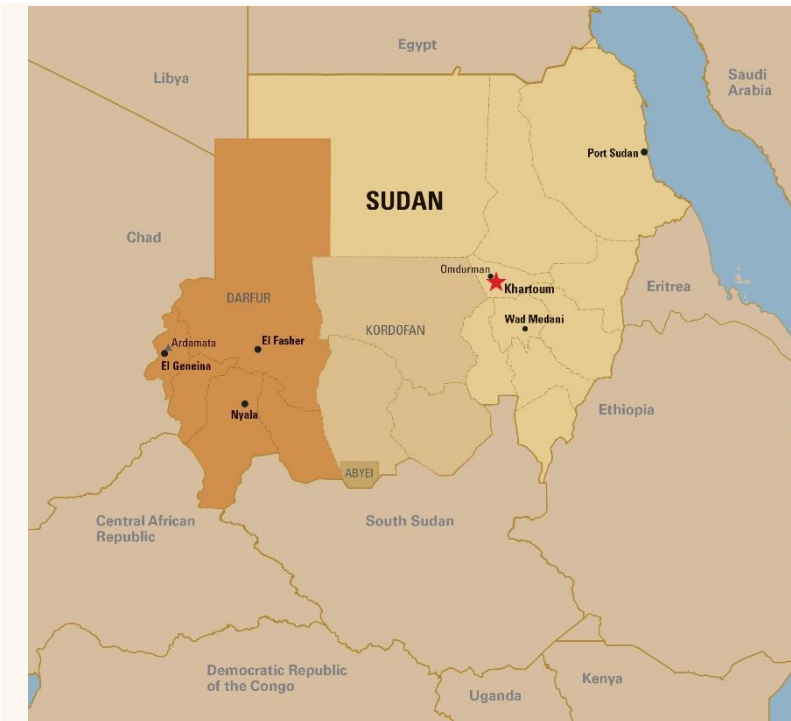 Egypt
Libya
Saudi
Arabia
Port Sudan
SUDAN
Chad
Omdurman
Khartoum
Eritrea
DARFUR
KORDOFAN
Wad Medani
Ardamata
El Fasher
El Geneina
Ethiopia
Nyala
ABYEI
Central African
Republic
South Sudan
Democratic Republic
of the Congo
Kenya
Uganda